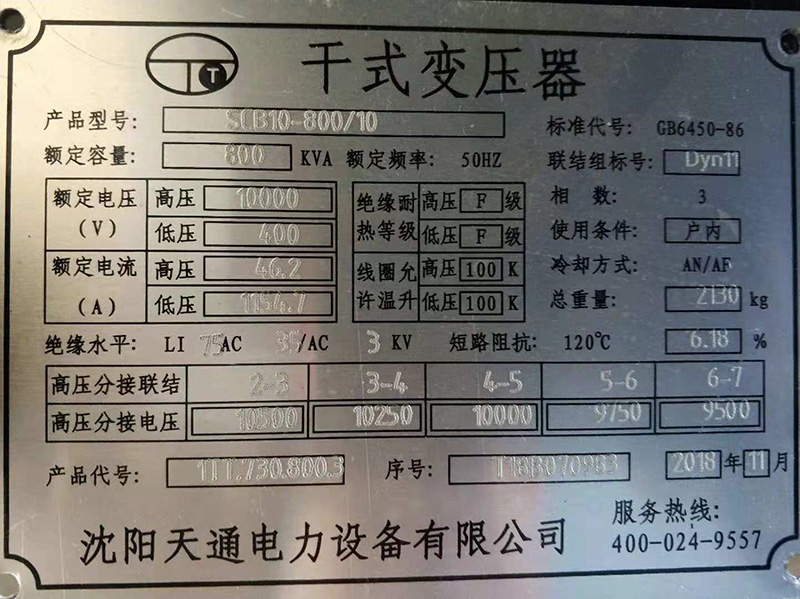 T 干式变压器
产品型号: SCB10-800/10 标准代号: GB6450-86
额定容量: 800 KVA 额定频率: 50HZ 联结组标号: Dyn11
额定电压 (V) 高压 10000 低压 400 绝缘耐热等级 高压 F 级 低压 F 级 相数: 3 使用条件: 户内
额定电流 (A) 高压 46.2 低压 1154.7 线圈允许温升 高压 100 K 低压 100 K 冷却方式: AN/AF 总重量: 2130 kg
绝缘水平: LI 75AC 35/AC 3 KV 短路阻抗: 120℃ 6.18 %
高压分接联结 2-3 3-4 4-5 5-6 6-7
高压分接电压 10500 10250 10000 9750 9500
产品代号: 1TT.730.800.3 序号: T18B070983 2018年11月
沈阳天通电力设备有限公司 服务热线: 400-024-9557